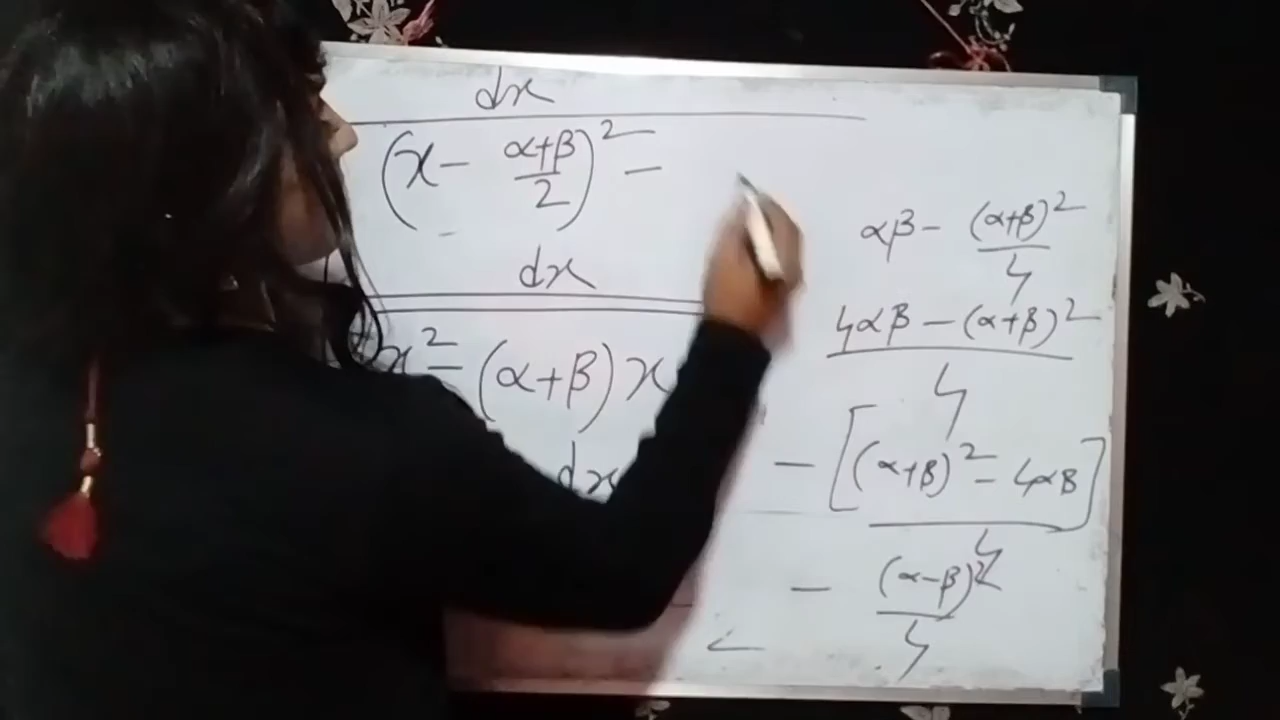 dx
(x - α+β/2)² -
dx
x² - (α+β)x
dx
αβ - (α+β)²/4
4αβ - (α+β)²/4
- [(α+β)² - 4αβ]/4
- (α-β)²/4